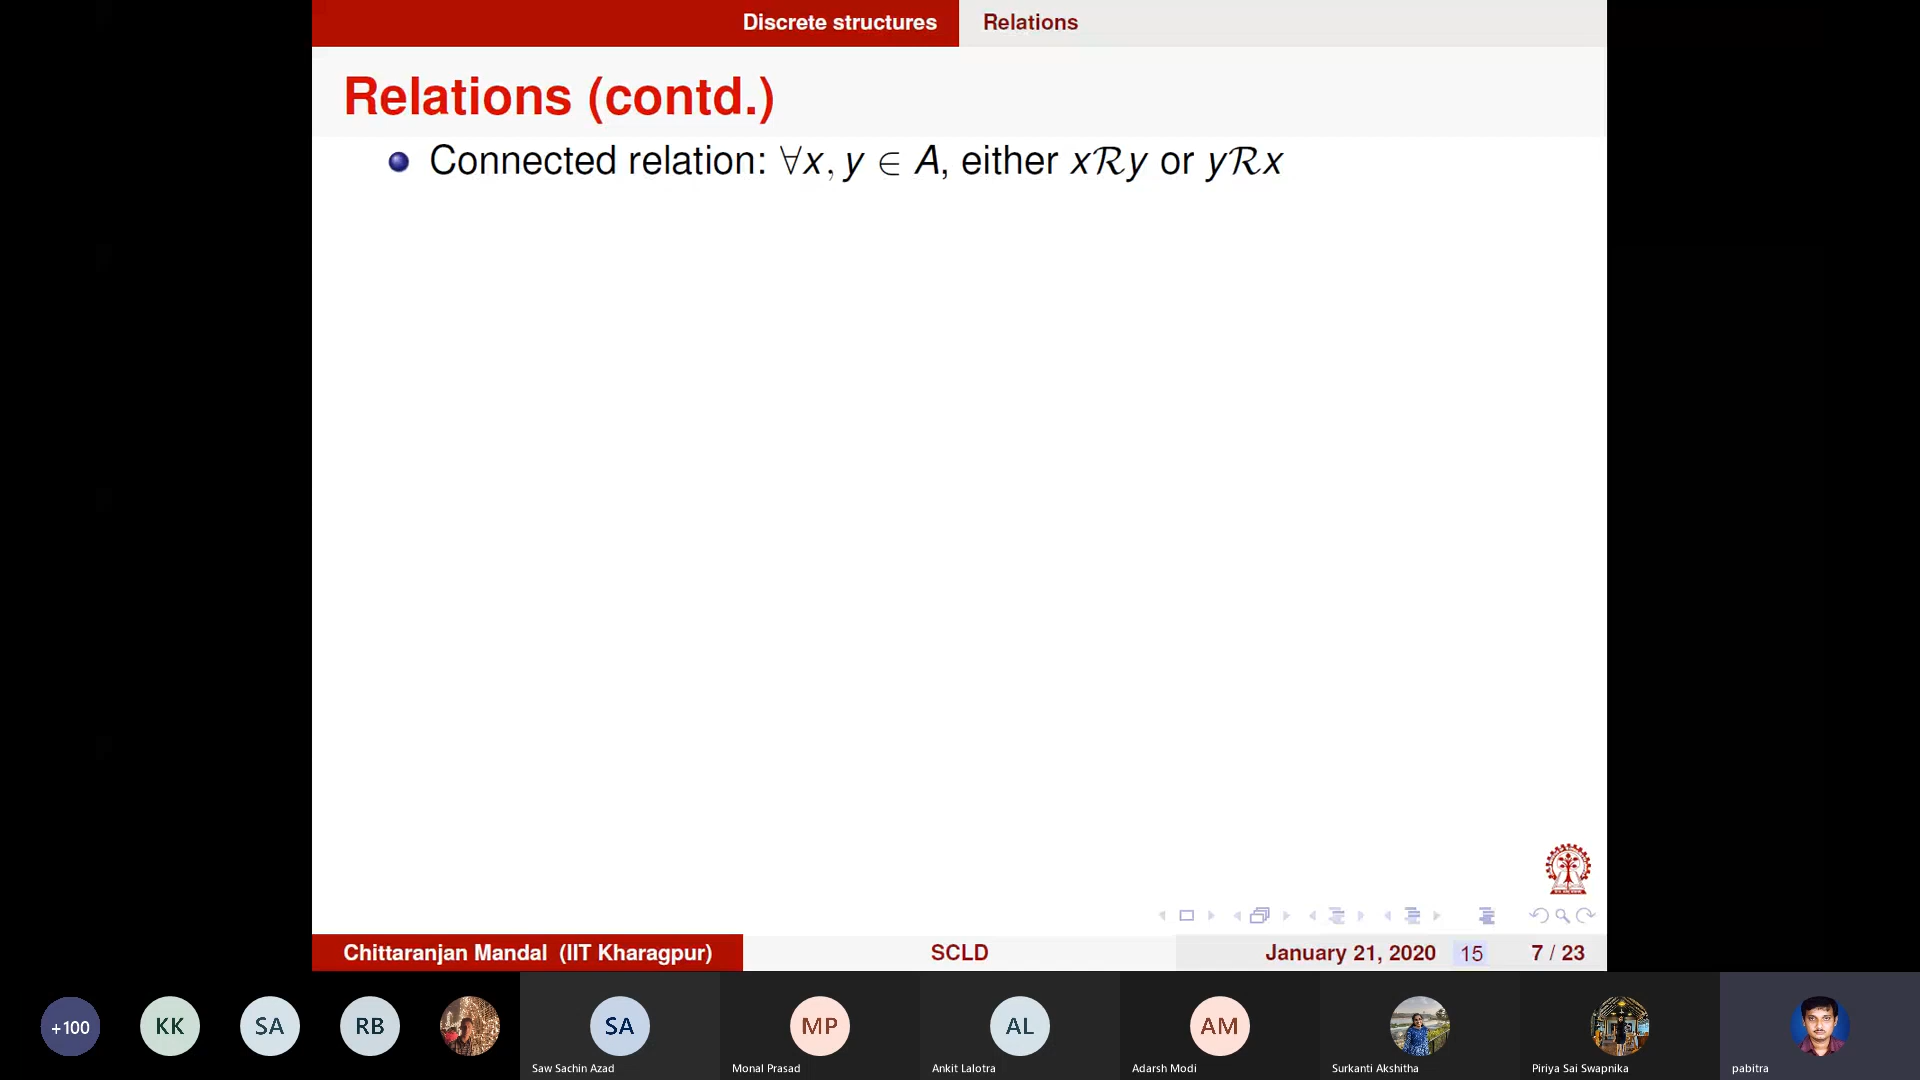 Discrete structures Relations
Relations (contd.)
Connected relation: ∀x, y ∈ A, either xℛy or yℛx
Chittaranjan Mandal (IIT Kharagpur) SCLD January 21, 2020 15 7 / 23
+100 KK SA RB SA MP AL AM
Saw Sachin Azad Monal Prasad Ankit Lalotra Adarsh Modi Surkanti Akshitha Piriya Sai Swapnika pabitra